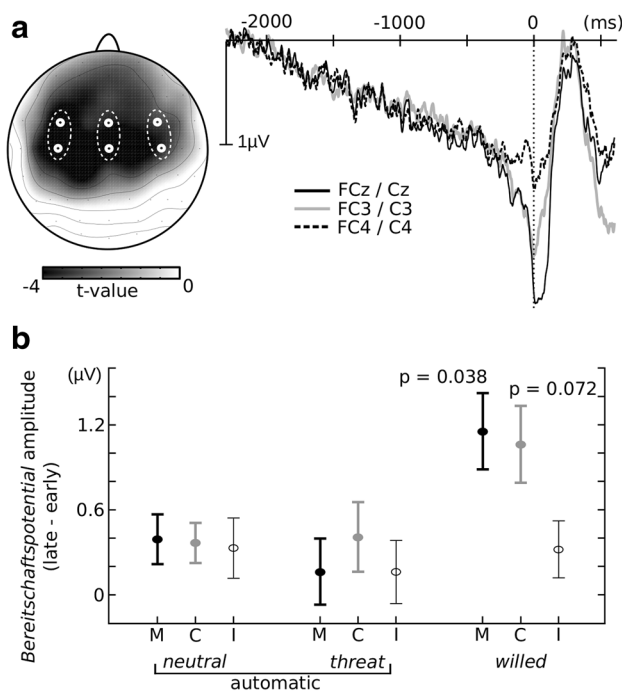 a
-2000 -1000 0 (ms)
1µV
FCz / Cz
FC3 / C3
FC4 / C4
-4 0
t-value
b
Bereitschaftspotential amplitude
(late - early)
(µV)
1.2
0.6
0
p = 0.038
p = 0.072
M C I M C I M C I
neutral threat willed
automatic